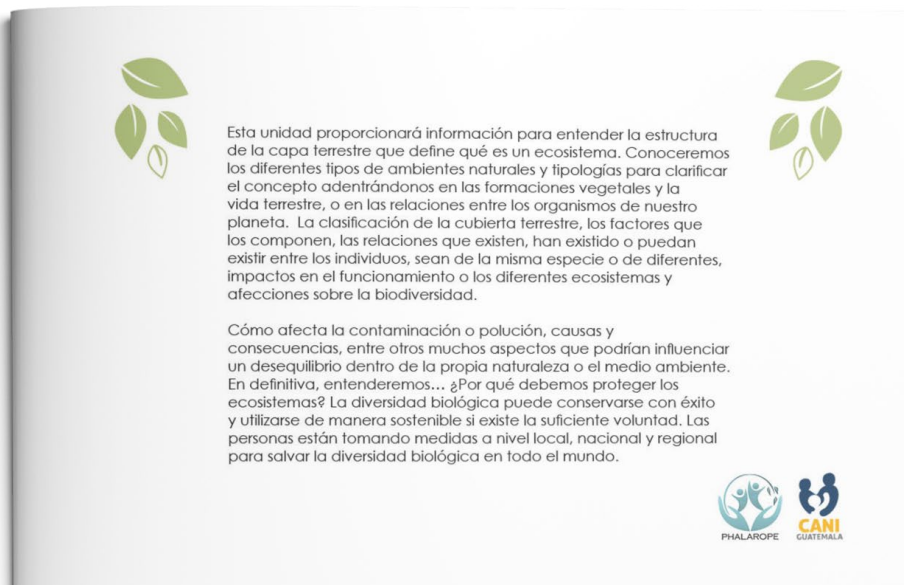 Esta unidad proporcionará información para entender la estructura
de la capa terrestre que define qué es un ecosistema. Conoceremos
los diferentes tipos de ambientes naturales y tipologías para clarificar
el concepto adentrándonos en las formaciones vegetales y la
vida terrestre, o en las relaciones entre los organismos de nuestro
planeta.  La clasificación de la cubierta terrestre, los factores que
los componen, las relaciones que existen, han existido o puedan
existir entre los individuos, sean de la misma especie o de diferentes,
impactos en el funcionamiento o los diferentes ecosistemas y
afecciones sobre la biodiversidad.

Cómo afecta la contaminación o polución, causas y
consecuencias, entre otros muchos aspectos que podrían influenciar
un desequilibrio dentro de la propia naturaleza o el medio ambiente.
En definitiva, entenderemos... ¿Por qué debemos proteger los
ecosistemas? La diversidad biológica puede conservarse con éxito
y utilizarse de manera sostenible si existe la suficiente voluntad. Las
personas están tomando medidas a nivel local, nacional y regional
para salvar la diversidad biológica en todo el mundo.

PHALAROPE
CANI
GUATEMALA